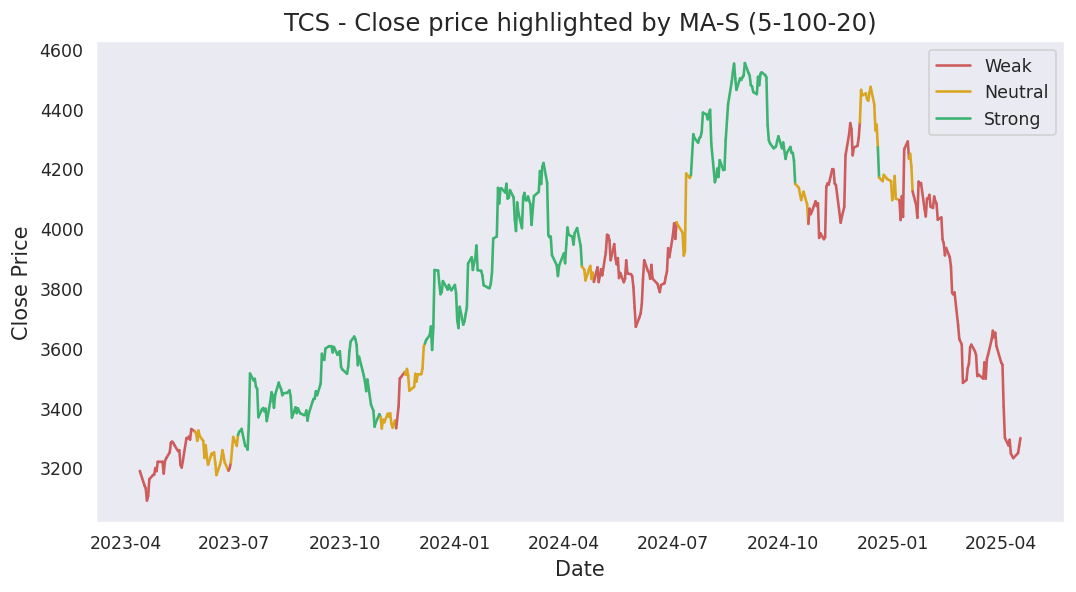 TCS - Close price highlighted by MA-S (5-100-20)
Weak
Neutral
Strong
Close Price
4600
4400
4200
4000
3800
3600
3400
3200
2023-04 2023-07 2023-10 2024-01 2024-04 2024-07 2024-10 2025-01 2025-04
Date